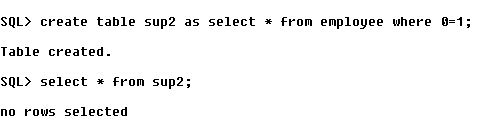 SQL> create table sup2 as select * from employee where 0=1;
Table created.
SQL> select * from sup2;
no rows selected